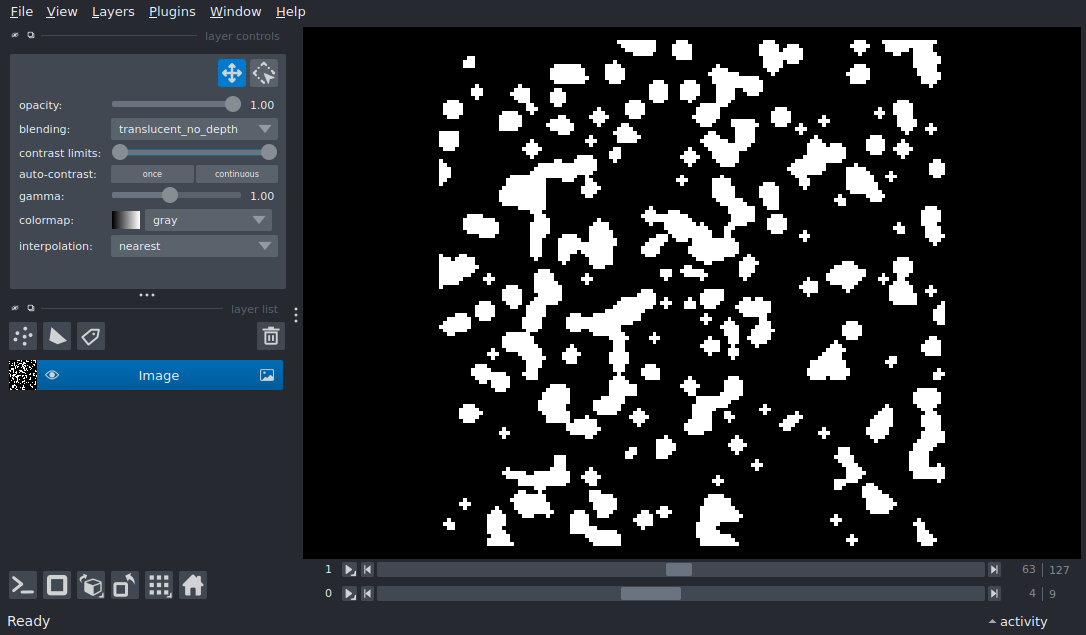 File View Layers Plugins Window Help
layer controls
opacity: 1.00
blending: translucent_no_depth
contrast limits:
auto-contrast: once continuous
gamma: 1.00
colormap: gray
interpolation: nearest
layer list
Image
1 63 127
0 4 9
Ready activity